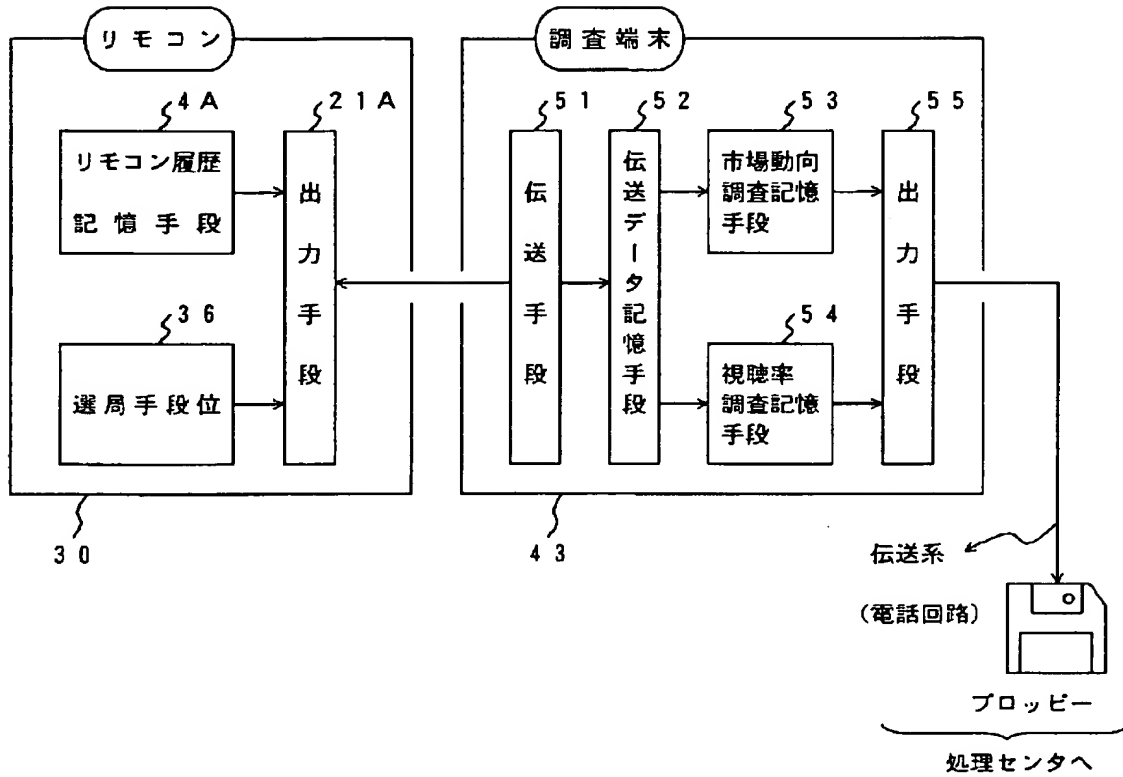 リモコン
4A
リモコン履歴
記憶手段
36
選局手段位
21A
出力手段
30
調査端末
51
伝送手段
52
伝送データ記憶手段
53
市場動向
調査記憶
手段
54
視聴率
調査記憶
手段
55
出力手段
43
伝送系
(電話回路)
ブロッピー
処理センタへ